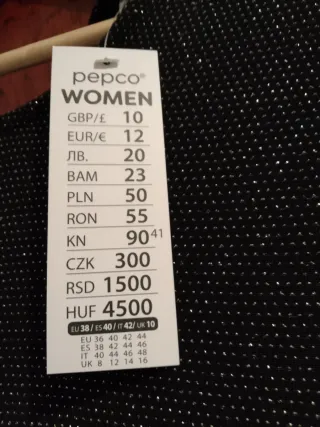 pepco®
WOMEN
GBP/£ 10
EUR/€ 12
ЛВ. 20
BAM 23
PLN 50
RON 55
KN 90 41
CZK 300
RSD 1500
HUF 4500
EU 38/ ES 40/ IT 42/ UK 10
EU 36 40 42 44
ES 38 42 44 46
IT 40 44 46 48
UK 8 12 14 16